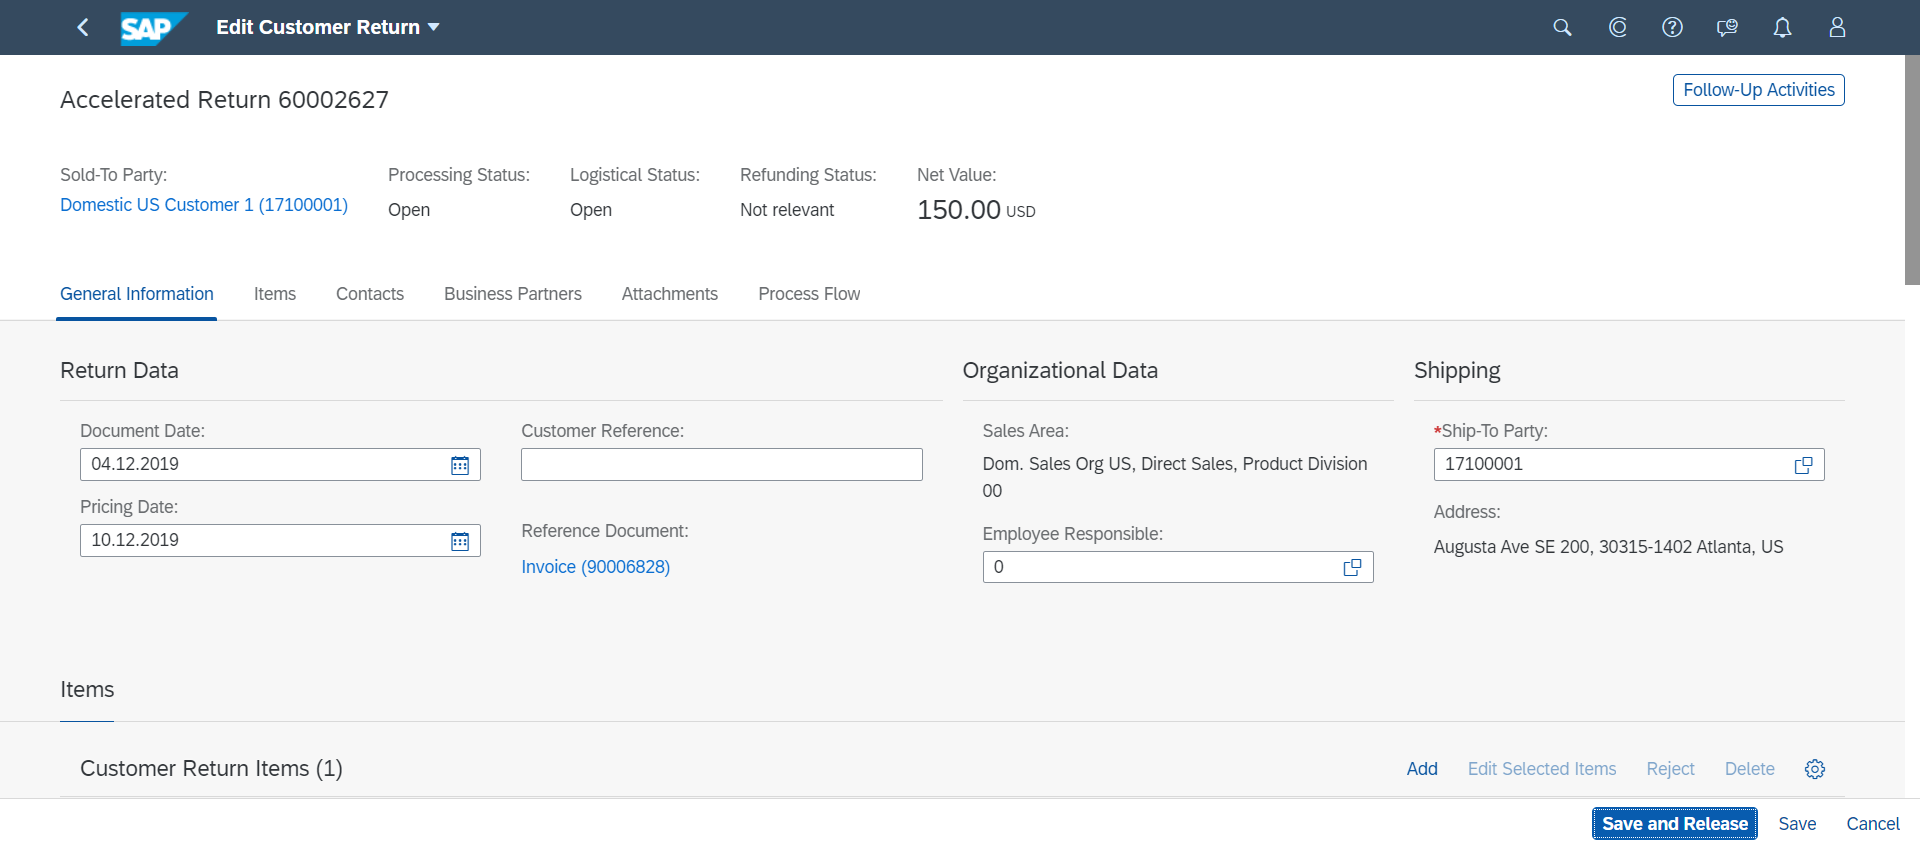 SAP Edit Customer Return
Accelerated Return 60002627
Follow-Up Activities
Sold-To Party:
Domestic US Customer 1 (17100001)
Processing Status:
Open
Logistical Status:
Open
Refunding Status:
Not relevant
Net Value:
150.00 USD
General Information Items Contacts Business Partners Attachments Process Flow
Return Data
Document Date:
04.12.2019
Pricing Date:
10.12.2019
Customer Reference:
Reference Document:
Invoice (90006828)
Organizational Data
Sales Area:
Dom. Sales Org US, Direct Sales, Product Division
00
Employee Responsible:
0
Shipping
*Ship-To Party:
17100001
Address:
Augusta Ave SE 200, 30315-1402 Atlanta, US
Items
Customer Return Items (1)
Add Edit Selected Items Reject Delete
Save and Release Save Cancel